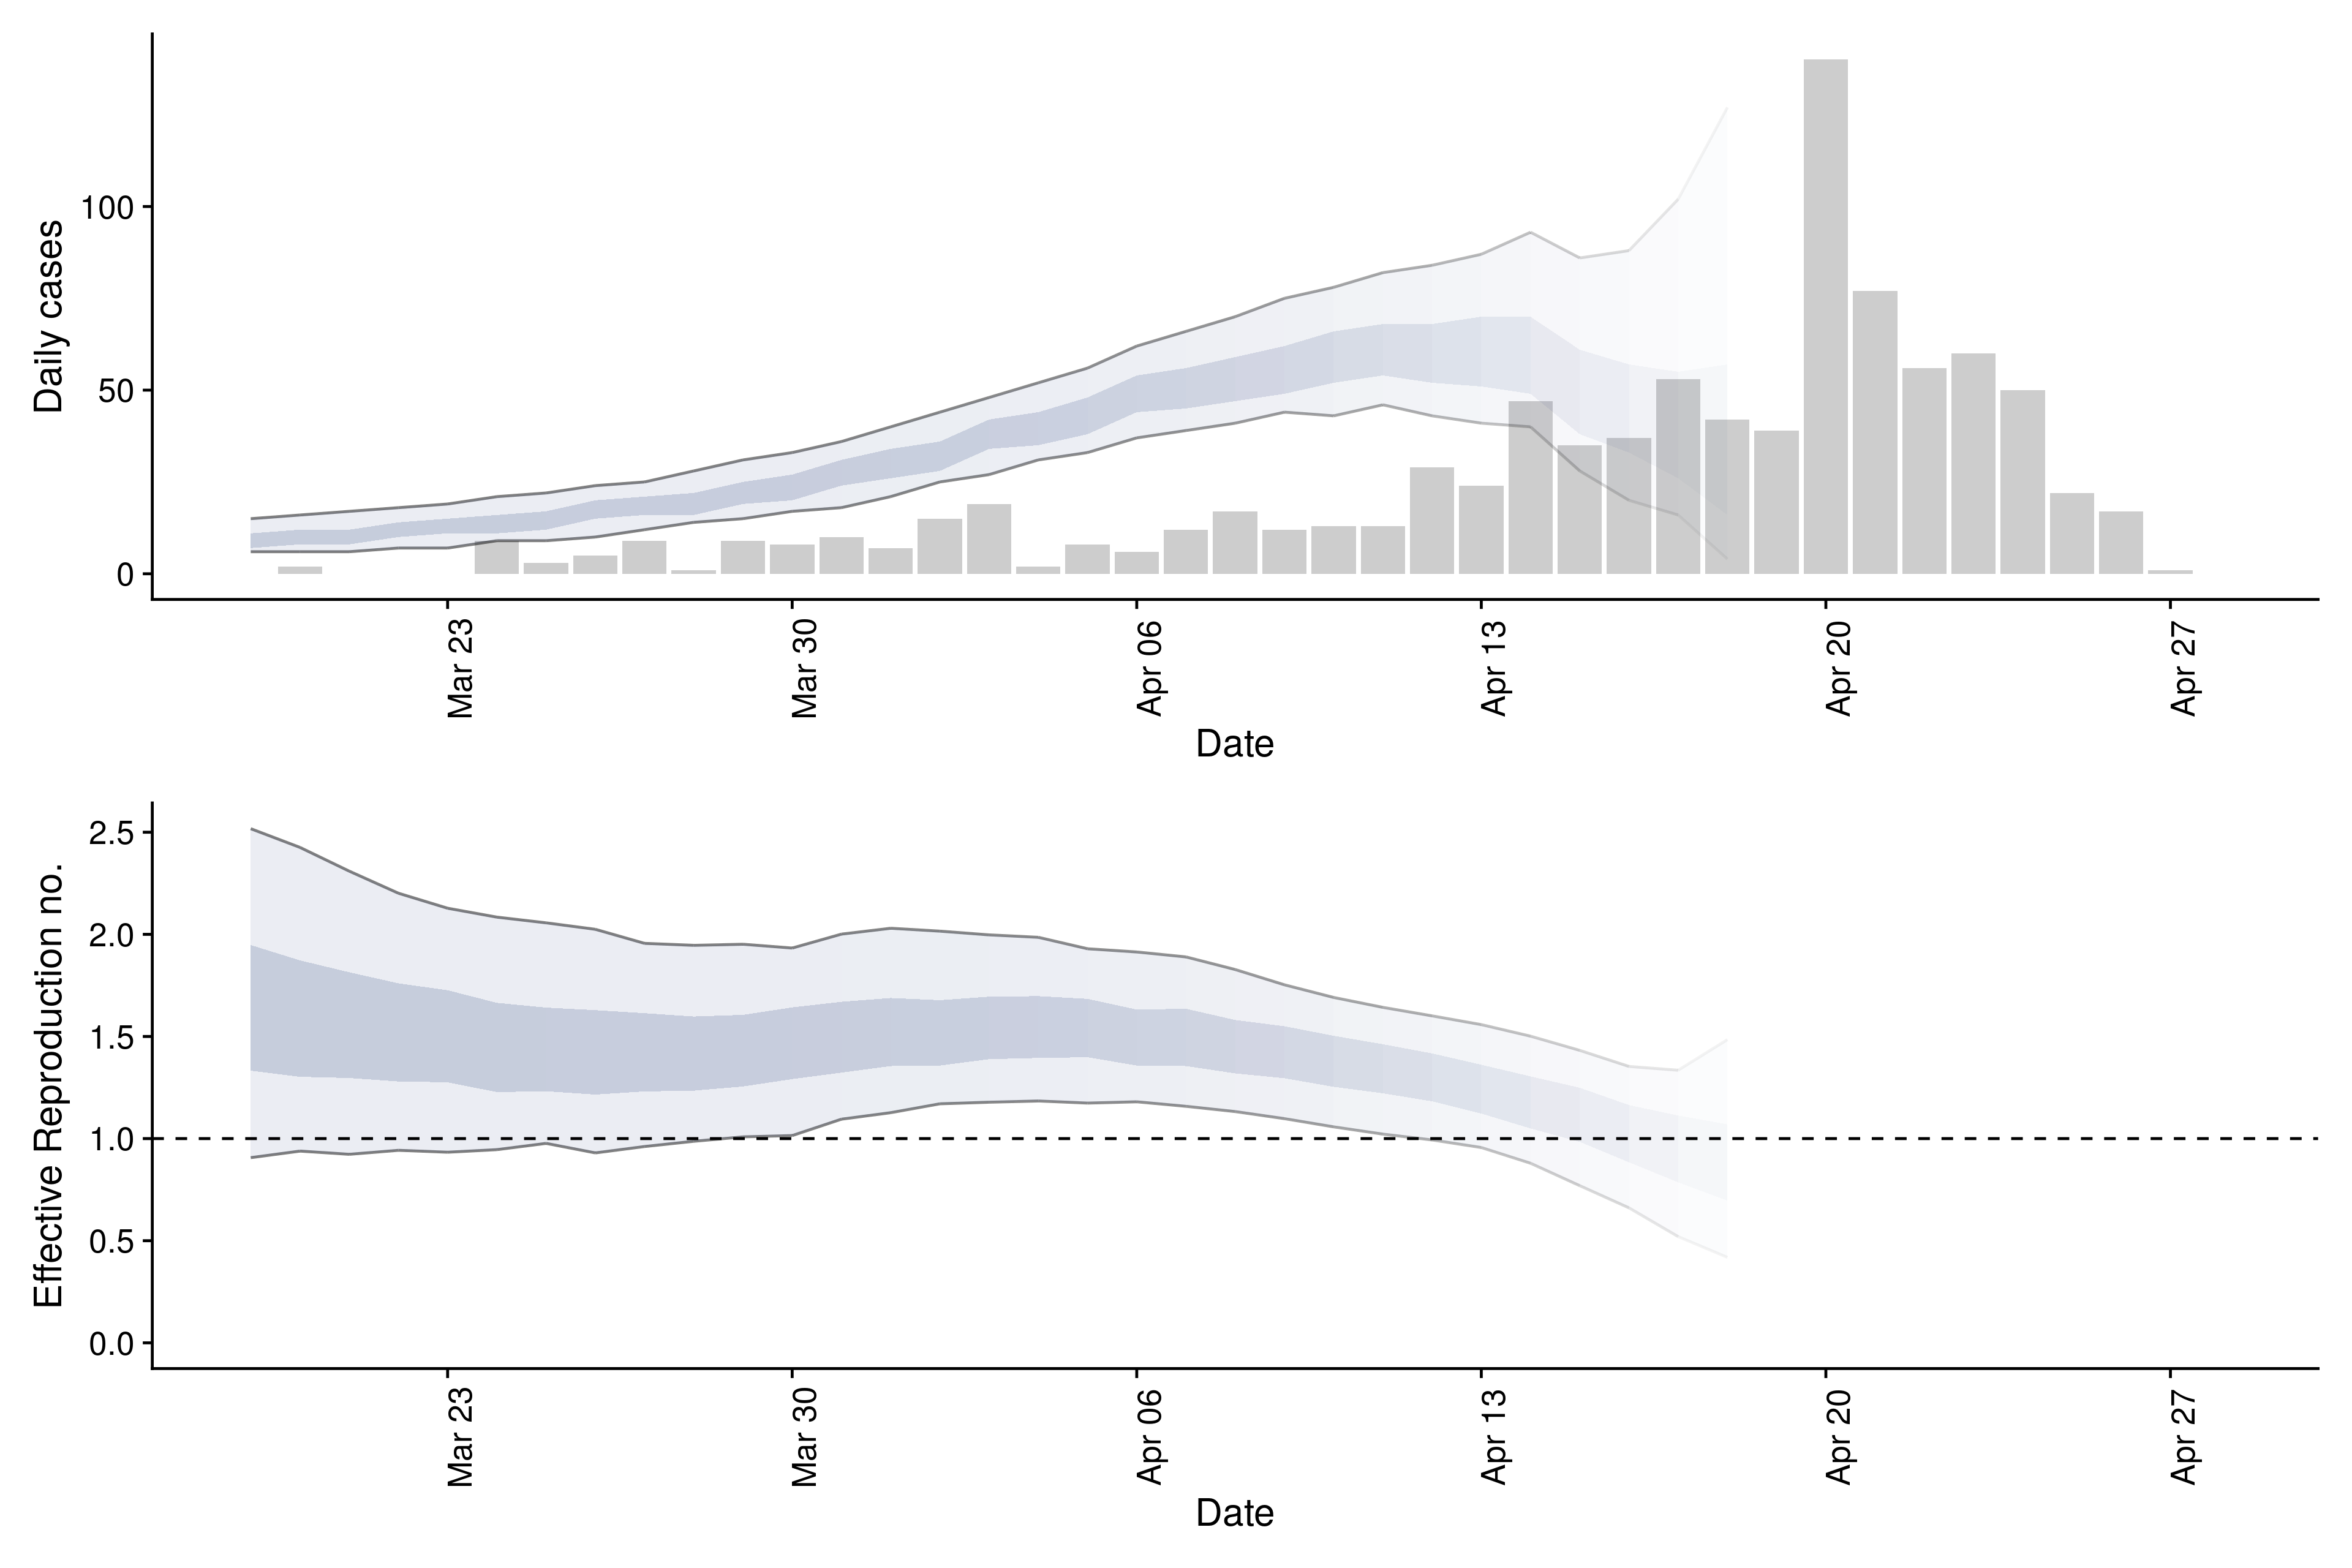 Daily cases
100
50
0
Mar 23
Mar 30
Apr 06
Apr 13
Apr 20
Apr 27
Date
Effective Reproduction no.
2.5
2.0
1.5
1.0
0.5
0.0
Mar 23
Mar 30
Apr 06
Apr 13
Apr 20
Apr 27
Date